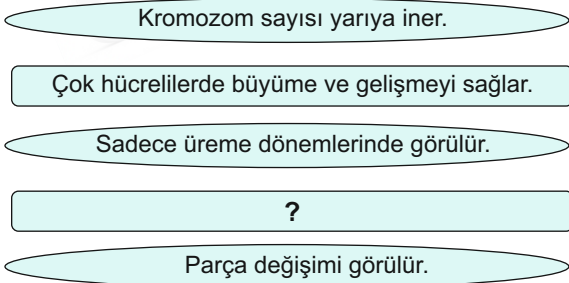 Kromozom sayısı yarıya iner.
Çok hücrelilerde büyüme ve gelişmeyi sağlar.
Sadece üreme dönemlerinde görülür.
?
Parça değişimi görülür.